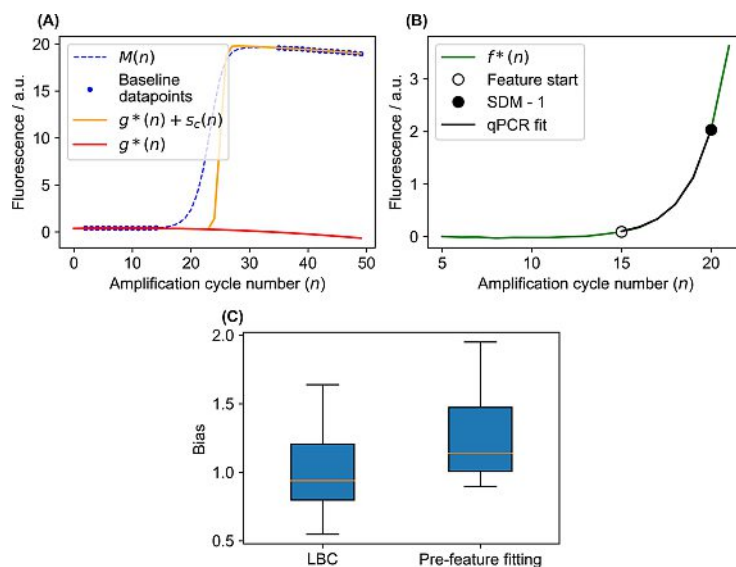 (A)
Fluorescence / a.u.
20
15
10
5
0
M(n)
Baseline
datapoints
g*(n) + s_c(n)
g*(n)
0 10 20 30 40 50
Amplification cycle number (n)
(B)
Fluorescence / a.u.
3
2
1
0
f*(n)
Feature start
SDM - 1
qPCR fit
5 10 15 20
Amplification cycle number (n)
(C)
Bias
2.0
1.5
1.0
0.5
LBC Pre-feature fitting